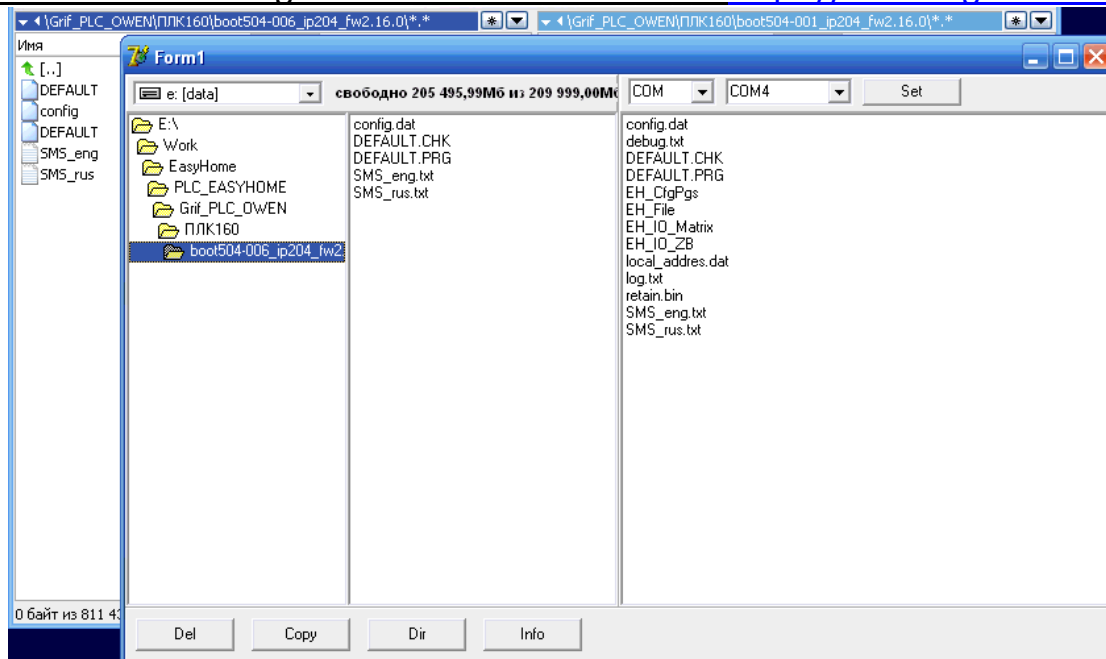 \Grif_PLC_OWEN\ПЛК160\boot504-006_ip204_fw2.16.0\*.*
\Grif_PLC_OWEN\ПЛК160\boot504-001_ip204_fw2.16.0\*.*
Имя
[..]
DEFAULT
config
DEFAULT
SMS_eng
SMS_rus
0 байт из 811 43
Form1
e: [data]
свободно 205 495,99Мб из 209 999,00Мб
COM
COM4
Set
E:\
Work
EasyHome
PLC_EASYHOME
Grif_PLC_OWEN
ПЛК160
boot504-006_ip204_fw2
config.dat
DEFAULT.CHK
DEFAULT.PRG
SMS_eng.txt
SMS_rus.txt
config.dat
debug.txt
DEFAULT.CHK
DEFAULT.PRG
EH_CfgPgs
EH_File
EH_IO_Matrix
EH_IO_ZB
local_addres.dat
log.txt
retain.bin
SMS_eng.txt
SMS_rus.txt
Del
Copy
Dir
Info